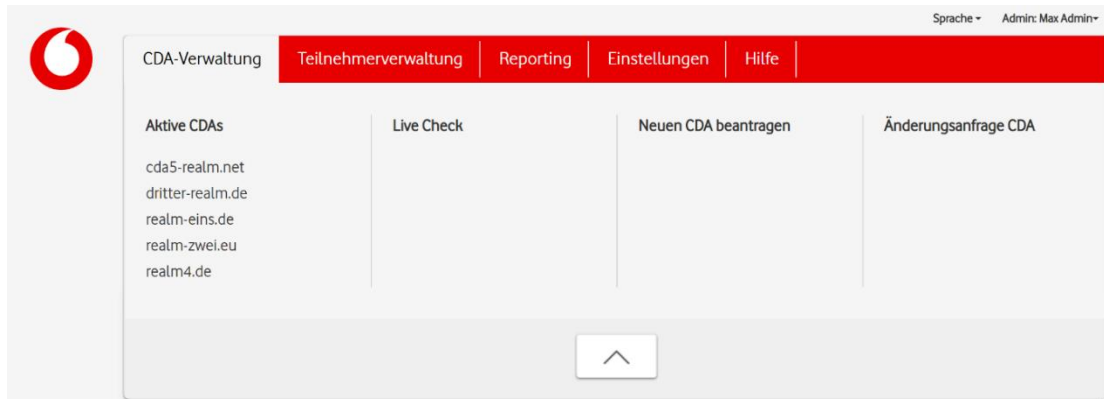 Sprache Admin: Max Admin
CDA-Verwaltung Teilnehmerverwaltung Reporting Einstellungen Hilfe
Aktive CDAs Live Check Neuen CDA beantragen Änderungsanfrage CDA
cda5-realm.net
dritter-realm.de
realm-eins.de
realm-zwei.eu
realm4.de